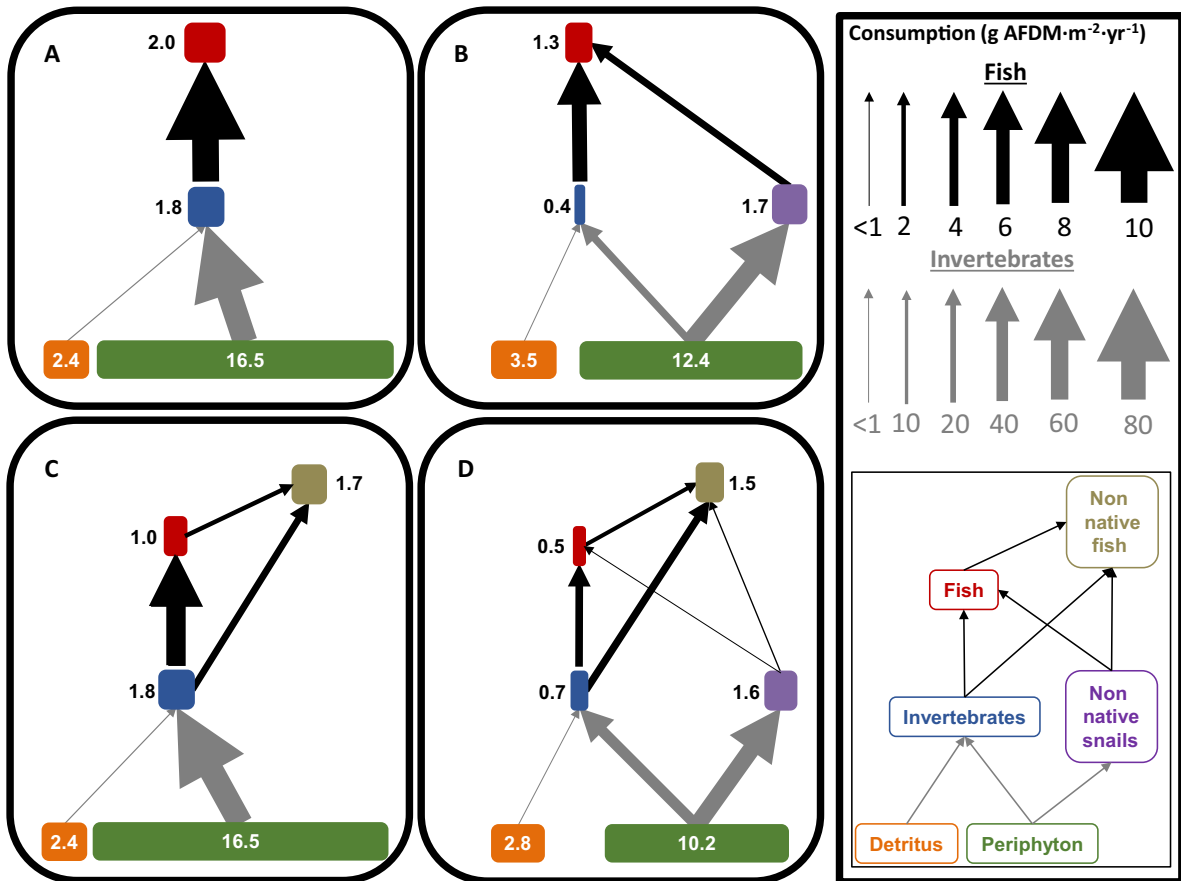 A
2.0
1.8
2.4
16.5
B
1.3
0.4
1.7
3.5
12.4
C
1.7
1.0
1.8
2.4
16.5
D
1.5
0.5
0.7
1.6
2.8
10.2
Consumption (g AFDM·m⁻²·yr⁻¹)
Fish
<1 2 4 6 8 10
Invertebrates
<1 10 20 40 60 80
Non
native
fish
Fish
Invertebrates
Non
native
snails
Detritus
Periphyton